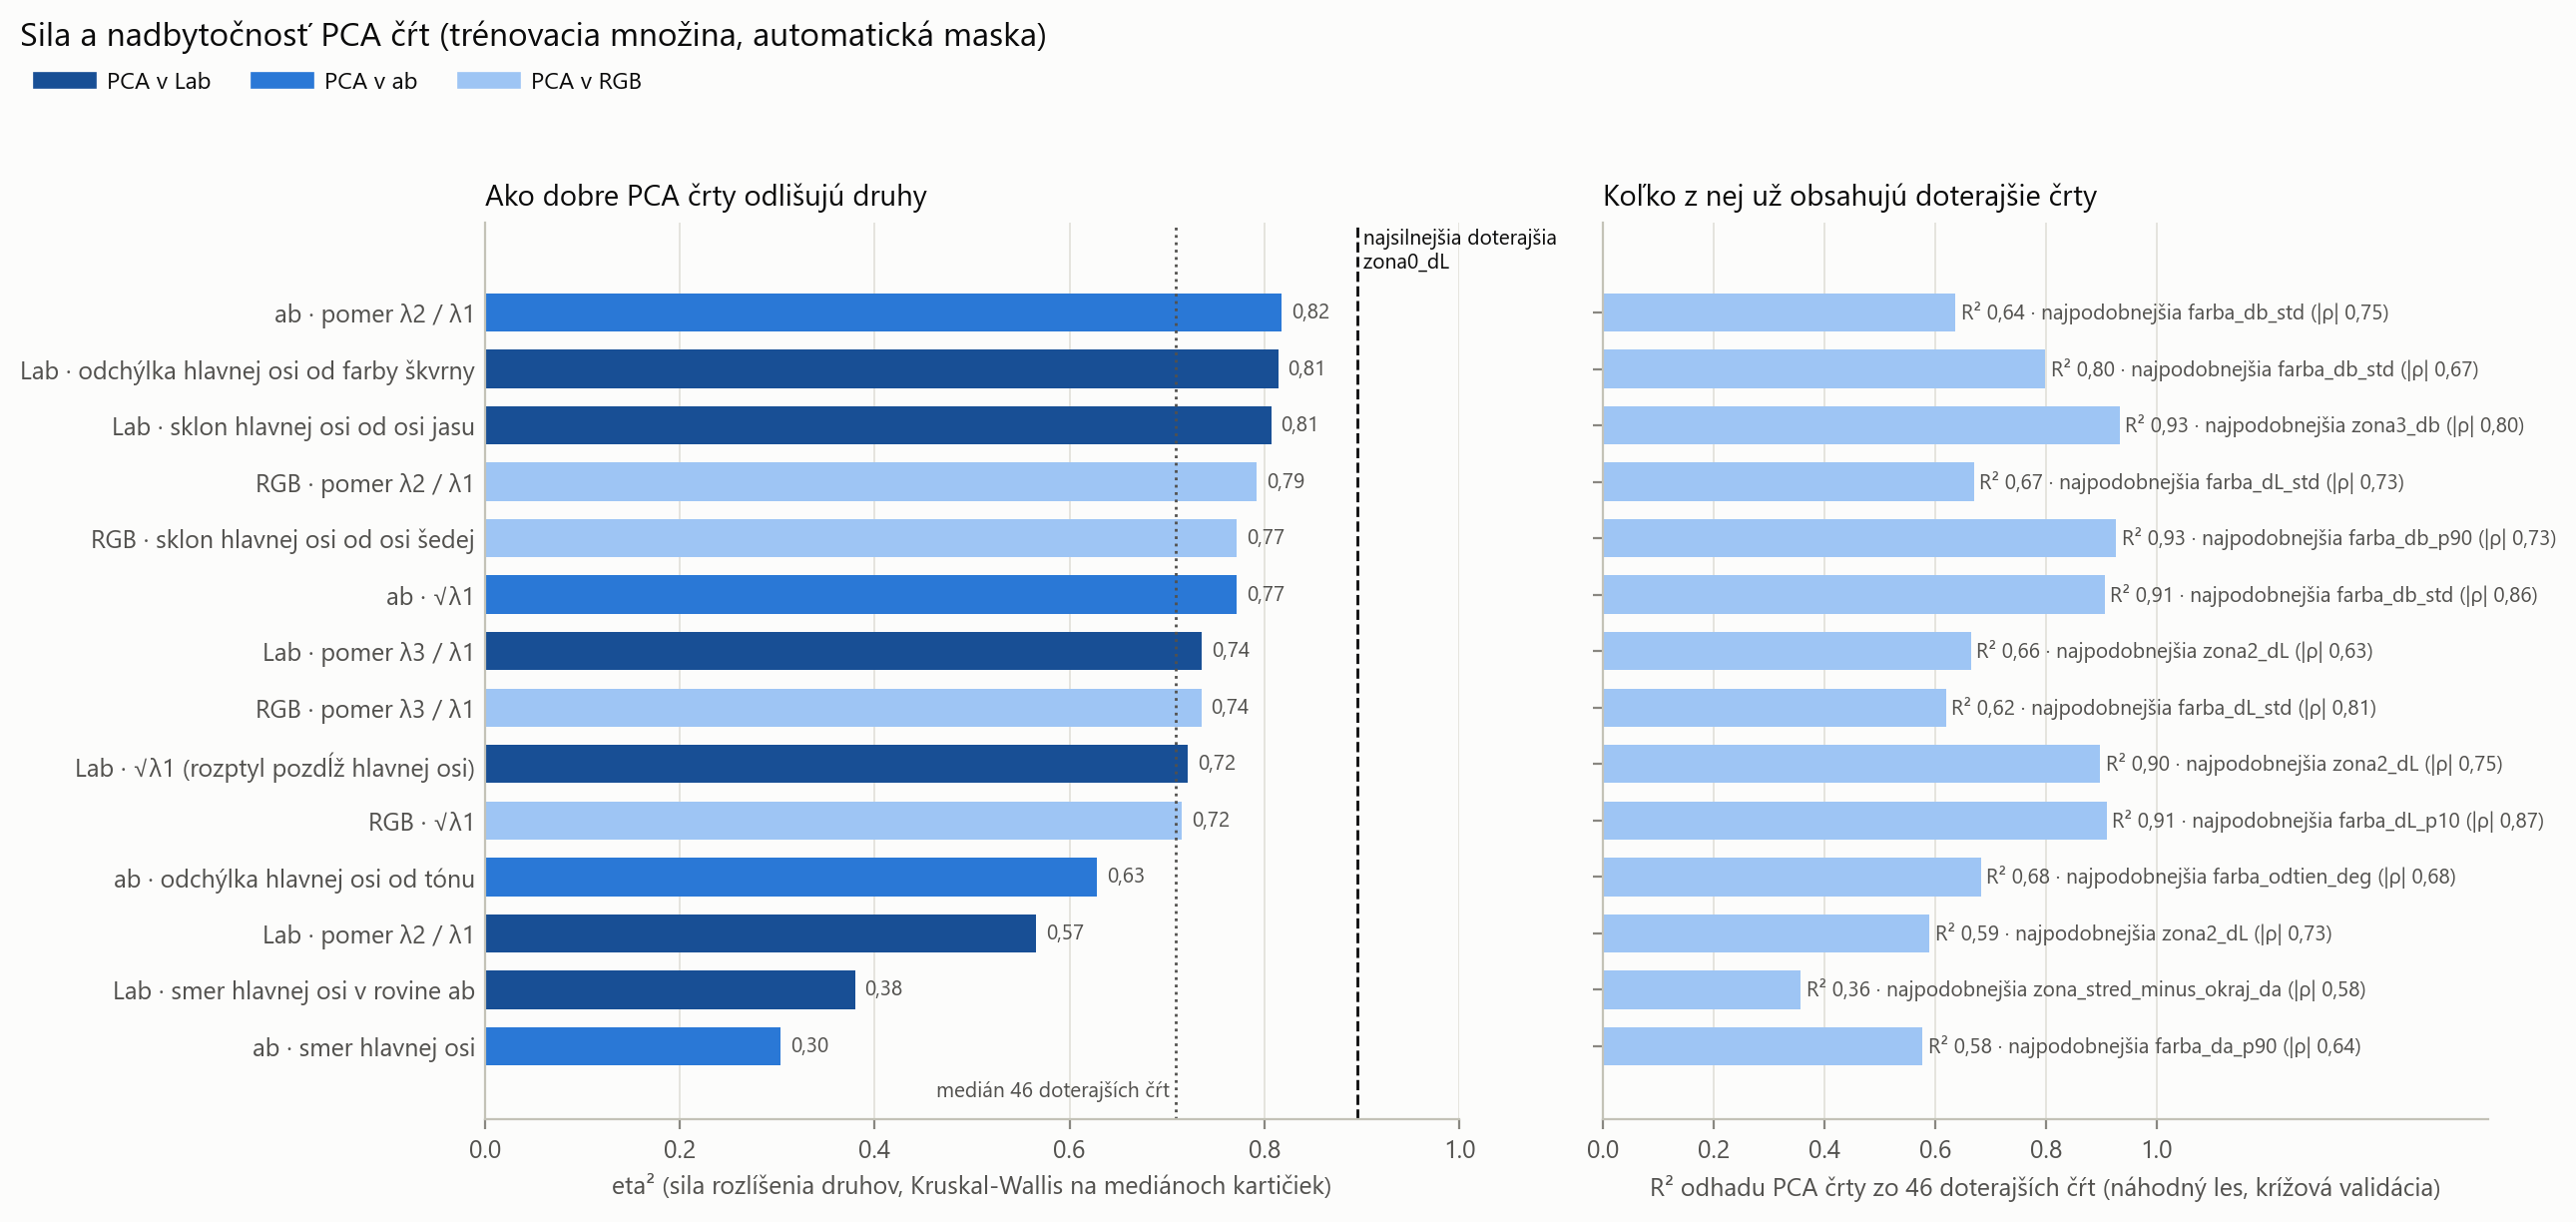 Sila a nadbytočnosť PCA čŕt (trénovacia množina, automatická maska)
PCA v Lab
PCA v ab
PCA v RGB
Ako dobre PCA črty odlišujú druhy
najsilnejšia doterajšia
zona0_dL
ab · pomer λ2 / λ1
0,82
Lab · odchýlka hlavnej osi od farby škvrny
0,81
Lab · sklon hlavnej osi od osi jasu
0,81
RGB · pomer λ2 / λ1
0,79
RGB · sklon hlavnej osi od osi šedej
0,77
ab · √λ1
0,77
Lab · pomer λ3 / λ1
0,74
RGB · pomer λ3 / λ1
0,74
Lab · √λ1 (rozptyl pozdĺž hlavnej osi)
0,72
RGB · √λ1
0,72
ab · odchýlka hlavnej osi od tónu
0,63
Lab · pomer λ2 / λ1
0,57
Lab · smer hlavnej osi v rovine ab
0,38
ab · smer hlavnej osi
0,30
medián 46 doterajších čŕt
0.0 0.2 0.4 0.6 0.8 1.0
eta² (sila rozlíšenia druhov, Kruskal-Wallis na mediánoch kartičiek)
Koľko z nej už obsahujú doterajšie črty
R² 0,64 · najpodobnejšia farba_db_std (|ρ| 0,75)
R² 0,80 · najpodobnejšia farba_db_std (|ρ| 0,67)
R² 0,93 · najpodobnejšia zona3_db (|ρ| 0,80)
R² 0,67 · najpodobnejšia farba_dL_std (|ρ| 0,73)
R² 0,93 · najpodobnejšia farba_db_p90 (|ρ| 0,73)
R² 0,91 · najpodobnejšia farba_db_std (|ρ| 0,86)
R² 0,66 · najpodobnejšia zona2_dL (|ρ| 0,63)
R² 0,62 · najpodobnejšia farba_dL_std (|ρ| 0,81)
R² 0,90 · najpodobnejšia zona2_dL (|ρ| 0,75)
R² 0,91 · najpodobnejšia farba_dL_p10 (|ρ| 0,87)
R² 0,68 · najpodobnejšia farba_odtien_deg (|ρ| 0,68)
R² 0,59 · najpodobnejšia zona2_dL (|ρ| 0,73)
R² 0,36 · najpodobnejšia zona_stred_minus_okraj_da (|ρ| 0,58)
R² 0,58 · najpodobnejšia farba_da_p90 (|ρ| 0,64)
0.0 0.2 0.4 0.6 0.8 1.0
R² odhadu PCA črty zo 46 doterajších čŕt (náhodný les, krížová validácia)